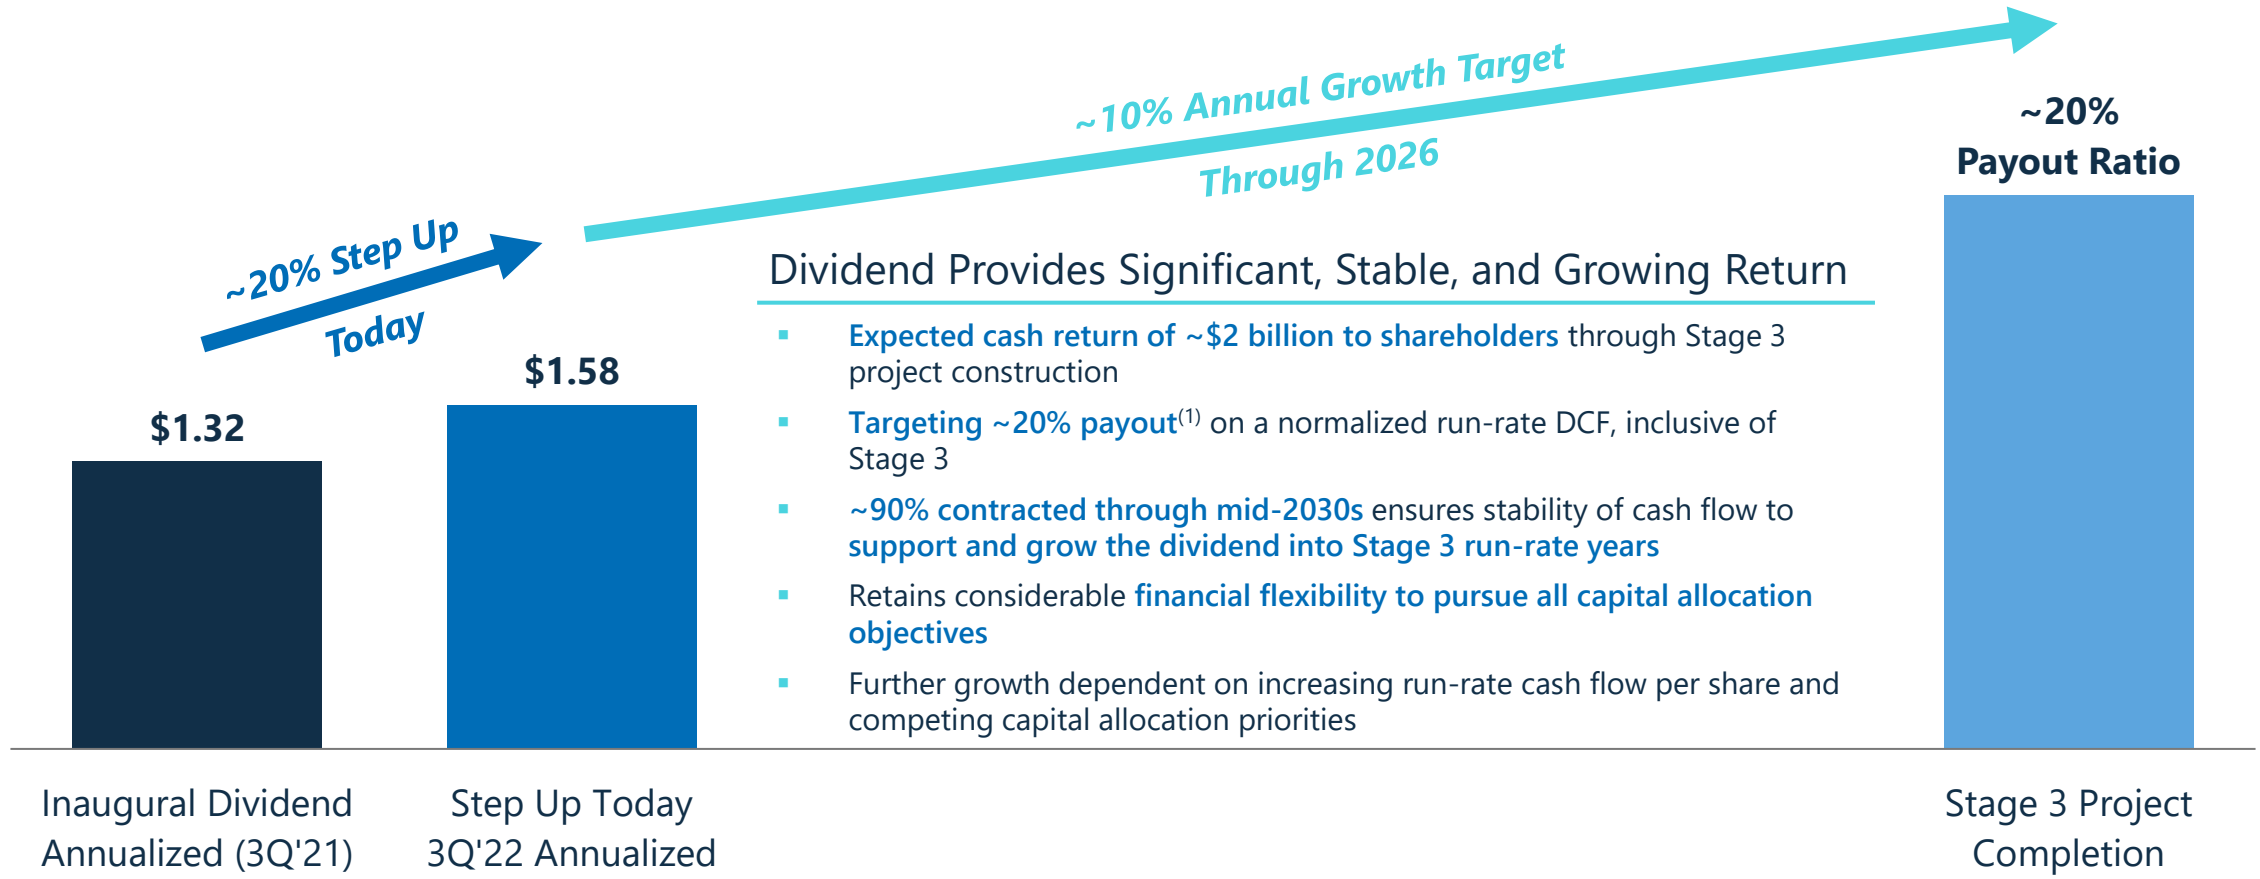 ~10% Annual Growth Target
Through 2026
~20%
Payout Ratio
~20% Step Up
Today
$1.58
$1.32
Dividend Provides Significant, Stable, and Growing Return
▪ Expected cash return of ~$2 billion to shareholders through Stage 3
project construction
▪ Targeting ~20% payout(1) on a normalized run-rate DCF, inclusive of
Stage 3
▪ ~90% contracted through mid-2030s ensures stability of cash flow to
support and grow the dividend into Stage 3 run-rate years
▪ Retains considerable financial flexibility to pursue all capital allocation
objectives
▪ Further growth dependent on increasing run-rate cash flow per share and
competing capital allocation priorities
Inaugural Dividend
Annualized (3Q'21)
Step Up Today
3Q'22 Annualized
Stage 3 Project
Completion